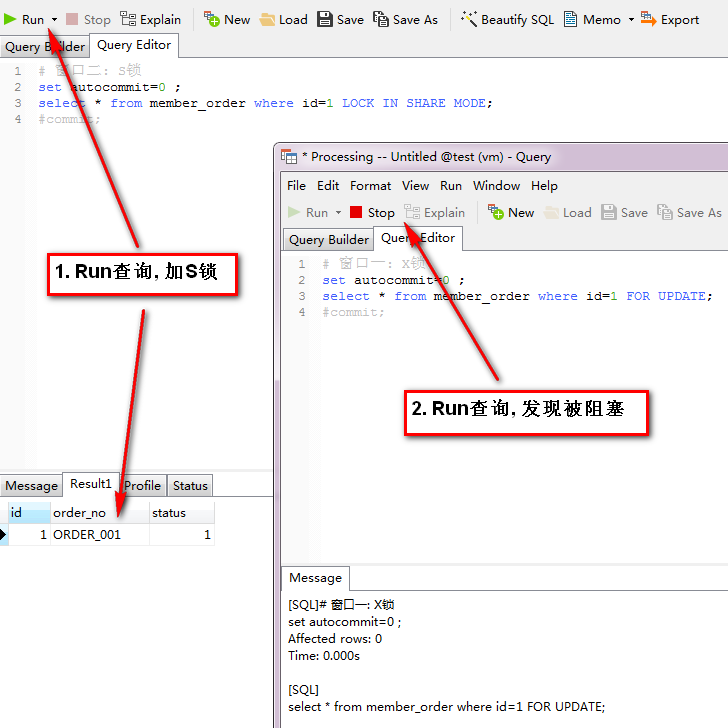 Run Stop Explain New Load Save Save As Beautify SQL Memo Export
Query Builder Query Editor
1 # 窗口二: S锁
2 set autocommit=0 ;
3 select * from member_order where id=1 LOCK IN SHARE MODE;
4 #commit;
1. Run查询, 加S锁
Message Result1 Profile Status
id order_no status
1 ORDER_001 1
* Processing -- Untitled @test (vm) - Query
File Edit Format View Run Window Help
Run Stop Explain New Load Save Save As
Query Builder Query Editor
1 # 窗口一: X锁
2 set autocommit=0 ;
3 select * from member_order where id=1 FOR UPDATE;
4 #commit;
2. Run查询, 发现被阻塞
Message
[SQL]# 窗口一: X锁
set autocommit=0 ;
Affected rows: 0
Time: 0.000s
[SQL]
select * from member_order where id=1 FOR UPDATE;